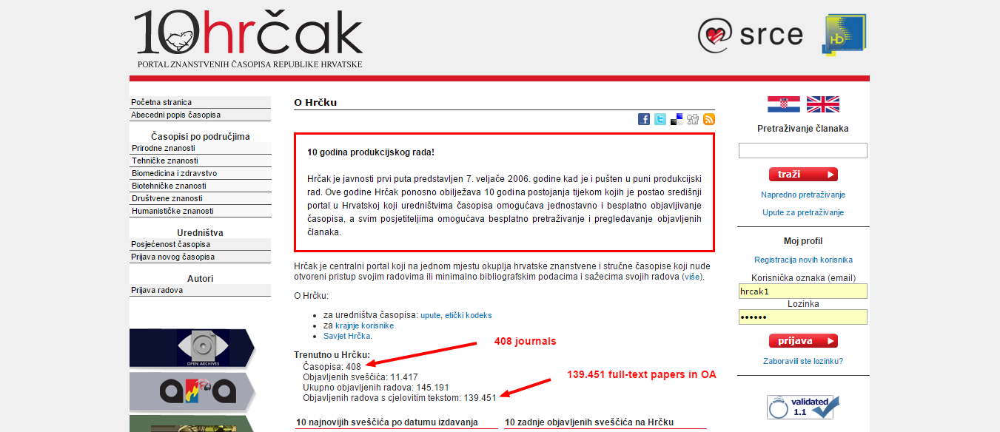 10hrčak
PORTAL ZNANSTVENIH ČASOPISA REPUBLIKE HRVATSKE
@ srce
HD
Početna stranica
Abecedni popis časopisa
Časopisi po područjima
Prirodne znanosti
Tehničke znanosti
Biomedicina i zdravstvo
Biotehničke znanosti
Društvene znanosti
Humanističke znanosti
Uredništva
Posjećenost časopisa
Prijava novog časopisa
Autori
Prijava radova
OPEN ARCHIVES
O Hrčku
10 godina produkcijskog rada!
Hrčak je javnosti prvi puta predstavljen 7. veljače 2006. godine kad je i pušten u puni produkcijski
rad. Ove godine Hrčak ponosno obilježava 10 godina postojanja tijekom kojih je postao središnji
portal u Hrvatskoj koji uredništvima časopisa omogućava jednostavno i besplatno objavljivanje
časopisa, a svim posjetiteljima omogućava besplatno pretraživanje i pregledavanje objavljenih
članaka.
Hrčak je centralni portal koji na jednom mjestu okuplja hrvatske znanstvene i stručne časopise koji nude
otvoreni pristup svojim radovima ili minimalno bibliografskim podacima i sažecima svojih radova (više).
O Hrčku:
• za uredništva časopisa: upute, etički kodeks
• za krajnje korisnike
• Savjet Hrčka.
408 journals
Trenutno u Hrčku:
Časopisa: 408
Objavljenih sveščića: 11.417
139.451 full-text papers in OA
Ukupno objavljenih radova: 145.191
Objavljenih radova s cjelovitim tekstom: 139.451
10 najnovijih sveščića po datumu izdavanja
10 zadnje objavljenih sveščića na Hrčku
Pretraživanje članaka
traži
Napredno pretraživanje
Upute za pretraživanje
Moj profil
Registracija novih korisnika
Korisnička oznaka (email)
hrcak1
Lozinka
••••••
prijava
Zaboravili ste lozinku?
validated
1.1